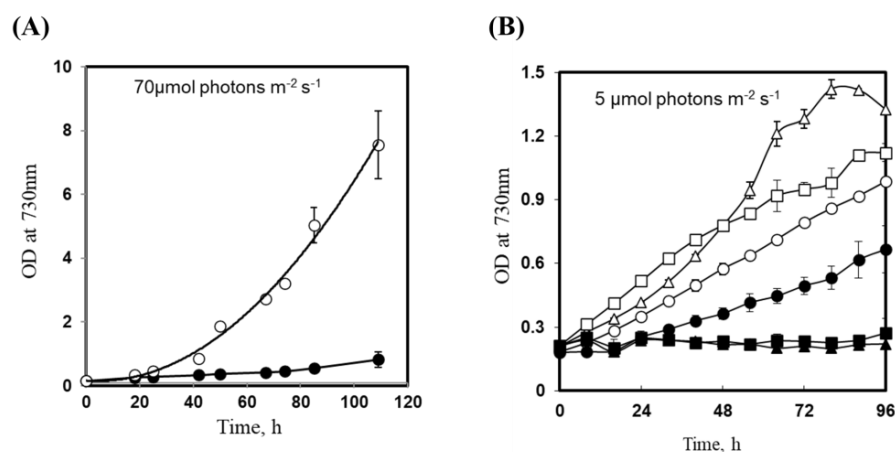 (A)
70µmol photons m⁻² s⁻¹
OD at 730nm
10
8
6
4
2
0
0 20 40 60 80 100 120
Time, h
(B)
5 µmol photons m⁻² s⁻¹
OD at 730nm
1.5
1.2
0.9
0.6
0.3
0
0 24 48 72 96
Time, h